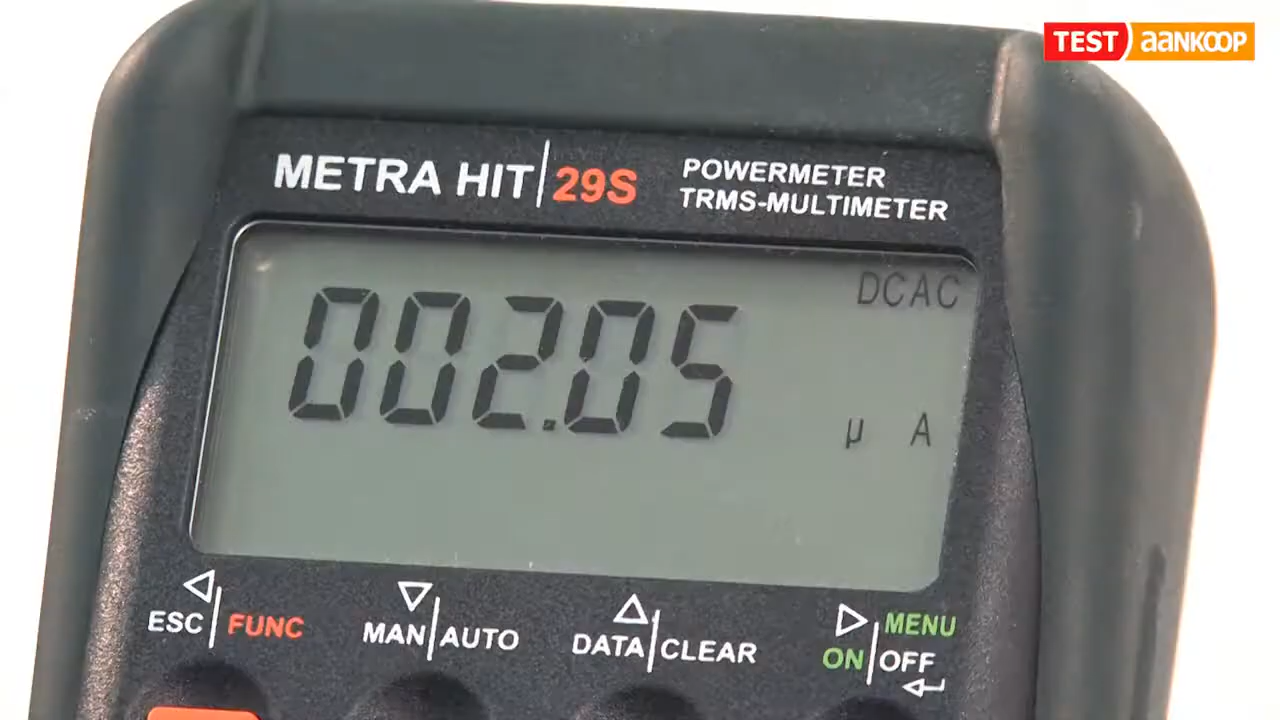 TEST aankoop
METRA HIT 29S
POWERMETER
TRMS-MULTIMETER
DCAC
002.05
µ A
ESC FUNC
MAN AUTO
DATA CLEAR
MENU
ON OFF